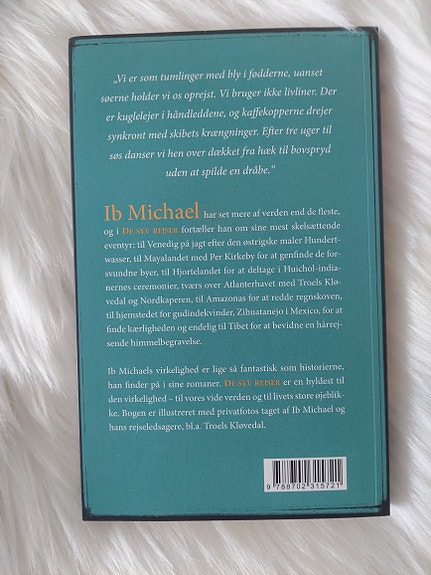 „Vi er som tumlinger med bly i fødderne, uanset
søerne holder vi os oprejst. Vi bruger ikke livliner. Der
er kuglelejer i håndleddene, og kaffekopperne drejer
synkront med skibets krængninger. Efter tre uger til
søs danser vi hen over dækket fra hæk til bovspryd
uden at spilde en dråbe.“
Ib Michael har set mere af verden end de fleste,
og i DE SYV REJSER fortæller han om sine mest skelsættende
eventyr: til Venedig på jagt efter den østrigske maler Hundert-
wasser, til Mayalandet med Per Kirkeby for at genfinde de for-
svundne byer, til Hjortelandet for at deltage i Huichol-india-
nernes ceremonier, tværs over Atlanterhavet med Troels Klø-
vedal og Nordkaperen, til Amazonas for at redde regnskoven,
til hjemstedet for gudindekvinder, Zihuatanejo i Mexico, for at
finde kærligheden og endelig til Tibet for at bevidne en hårrej-
sende himmelbegravelse.
Ib Michaels virkelighed er lige så fantastisk som historierne,
han finder på i sine romaner. DE SYV REJSER er en hyldest til
den virkelighed – til vores vide verden og til livets store øjeblik-
ke. Bogen er illustreret med privatfotos taget af Ib Michael og
hans rejseledsagere, bl.a. Troels Kløvedal.
9 788702 315721